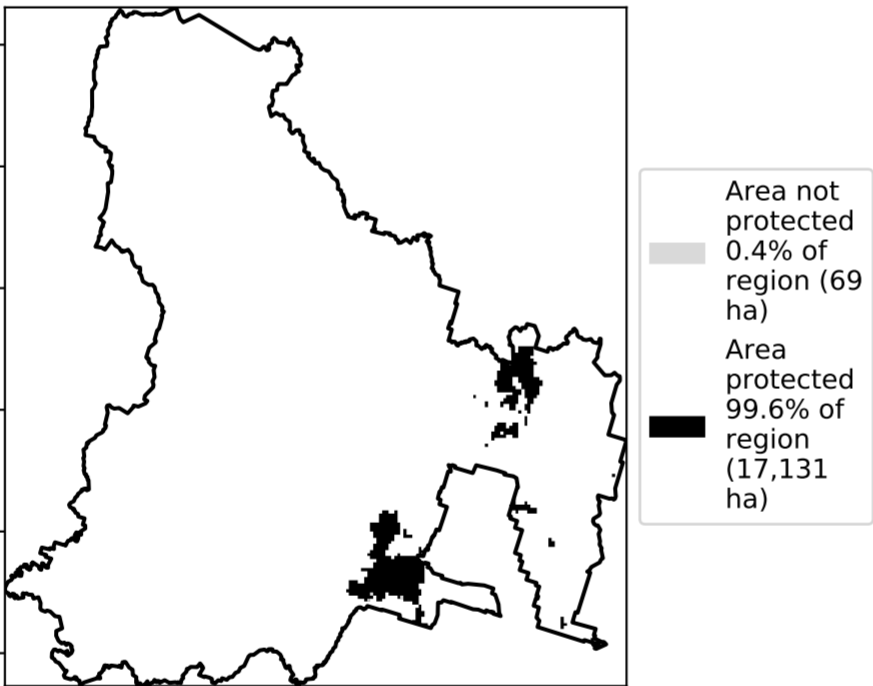 Area not
protected
0.4% of
region (69
ha)
Area
protected
99.6% of
region
(17,131
ha)